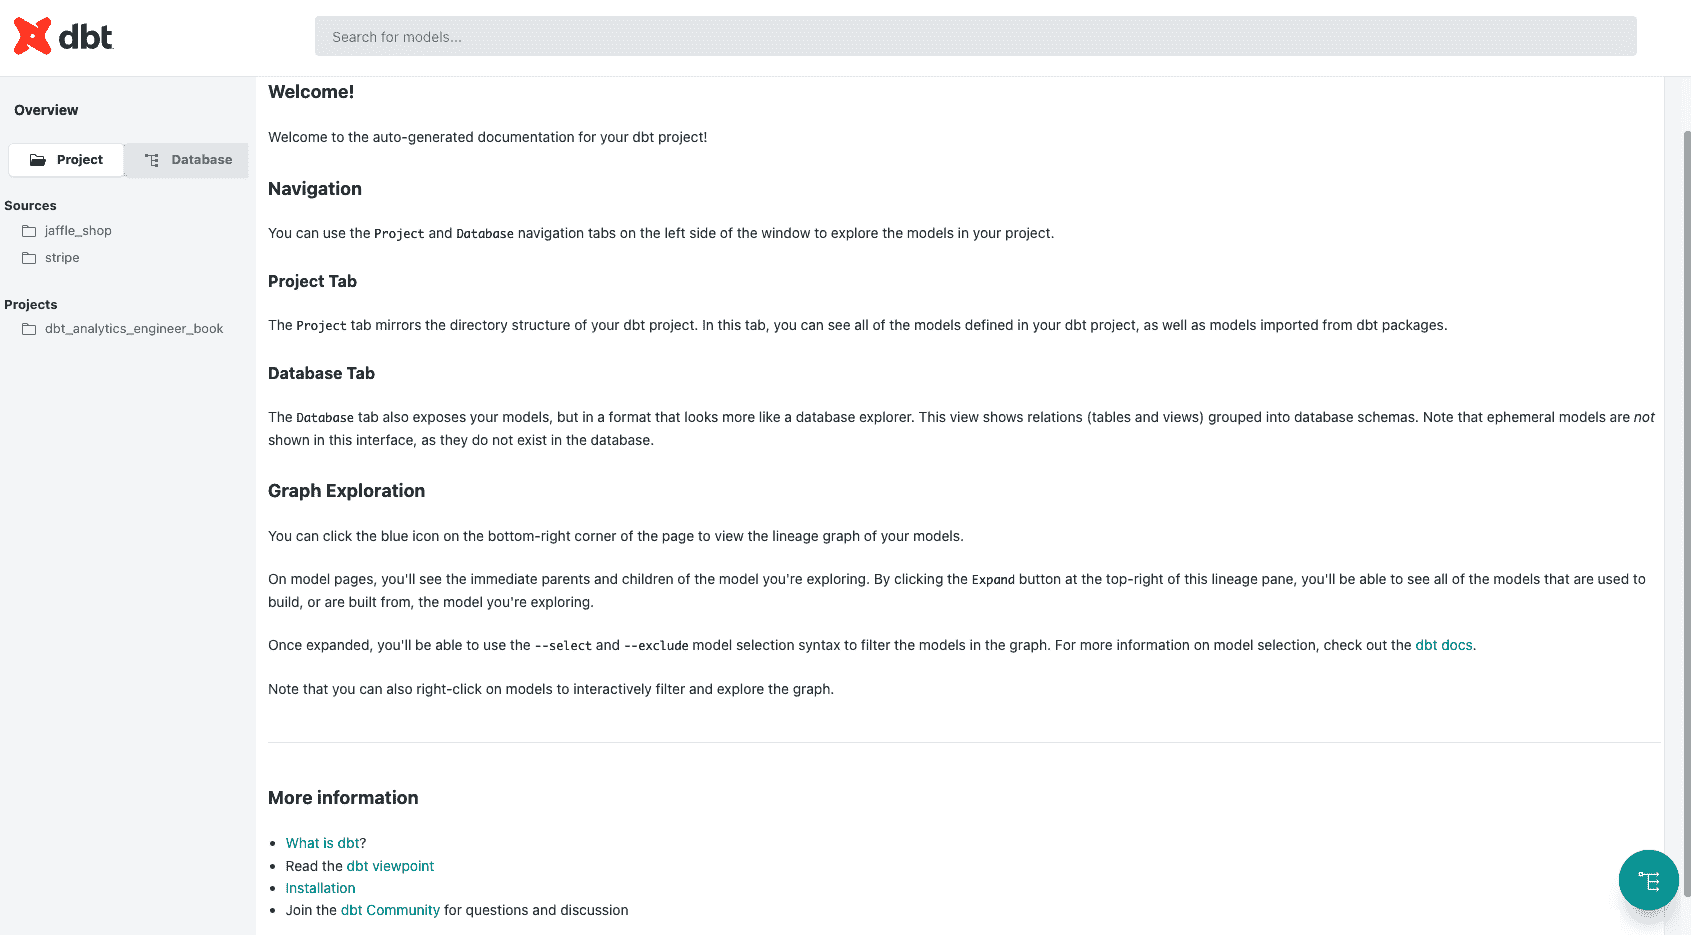 dbt
Search for models...
Overview
Project
Database
Sources
jaffle_shop
stripe
Projects
dbt_analytics_engineer_book
Welcome!
Welcome to the auto-generated documentation for your dbt project!
Navigation
You can use the Project and Database navigation tabs on the left side of the window to explore the models in your project.
Project Tab
The Project tab mirrors the directory structure of your dbt project. In this tab, you can see all of the models defined in your dbt project, as well as models imported from dbt packages.
Database Tab
The Database tab also exposes your models, but in a format that looks more like a database explorer. This view shows relations (tables and views) grouped into database schemas. Note that ephemeral models are not
shown in this interface, as they do not exist in the database.
Graph Exploration
You can click the blue icon on the bottom-right corner of the page to view the lineage graph of your models.
On model pages, you'll see the immediate parents and children of the model you're exploring. By clicking the Expand button at the top-right of this lineage pane, you'll be able to see all of the models that are used to
build, or are built from, the model you're exploring.
Once expanded, you'll be able to use the --select and --exclude model selection syntax to filter the models in the graph. For more information on model selection, check out the dbt docs.
Note that you can also right-click on models to interactively filter and explore the graph.
More information
• What is dbt?
• Read the dbt viewpoint
• Installation
• Join the dbt Community for questions and discussion